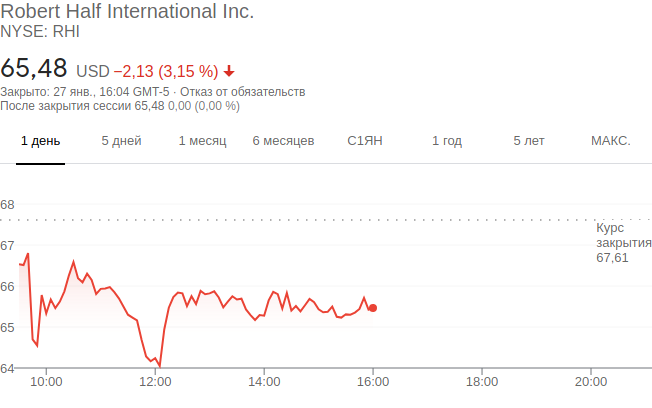 Robert Half International Inc.
NYSE: RHI
65,48 USD −2,13 (3,15 %)
Закрыто: 27 янв., 16:04 GMT-5 · Отказ от обязательств
После закрытия сессии 65,48 0,00 (0,00 %)
1 день 5 дней 1 месяц 6 месяцев С1ЯН 1 год 5 лет МАКС.
68
Курс
67
закрытия
67,61
66
65
64
10:00 12:00 14:00 16:00 18:00 20:00